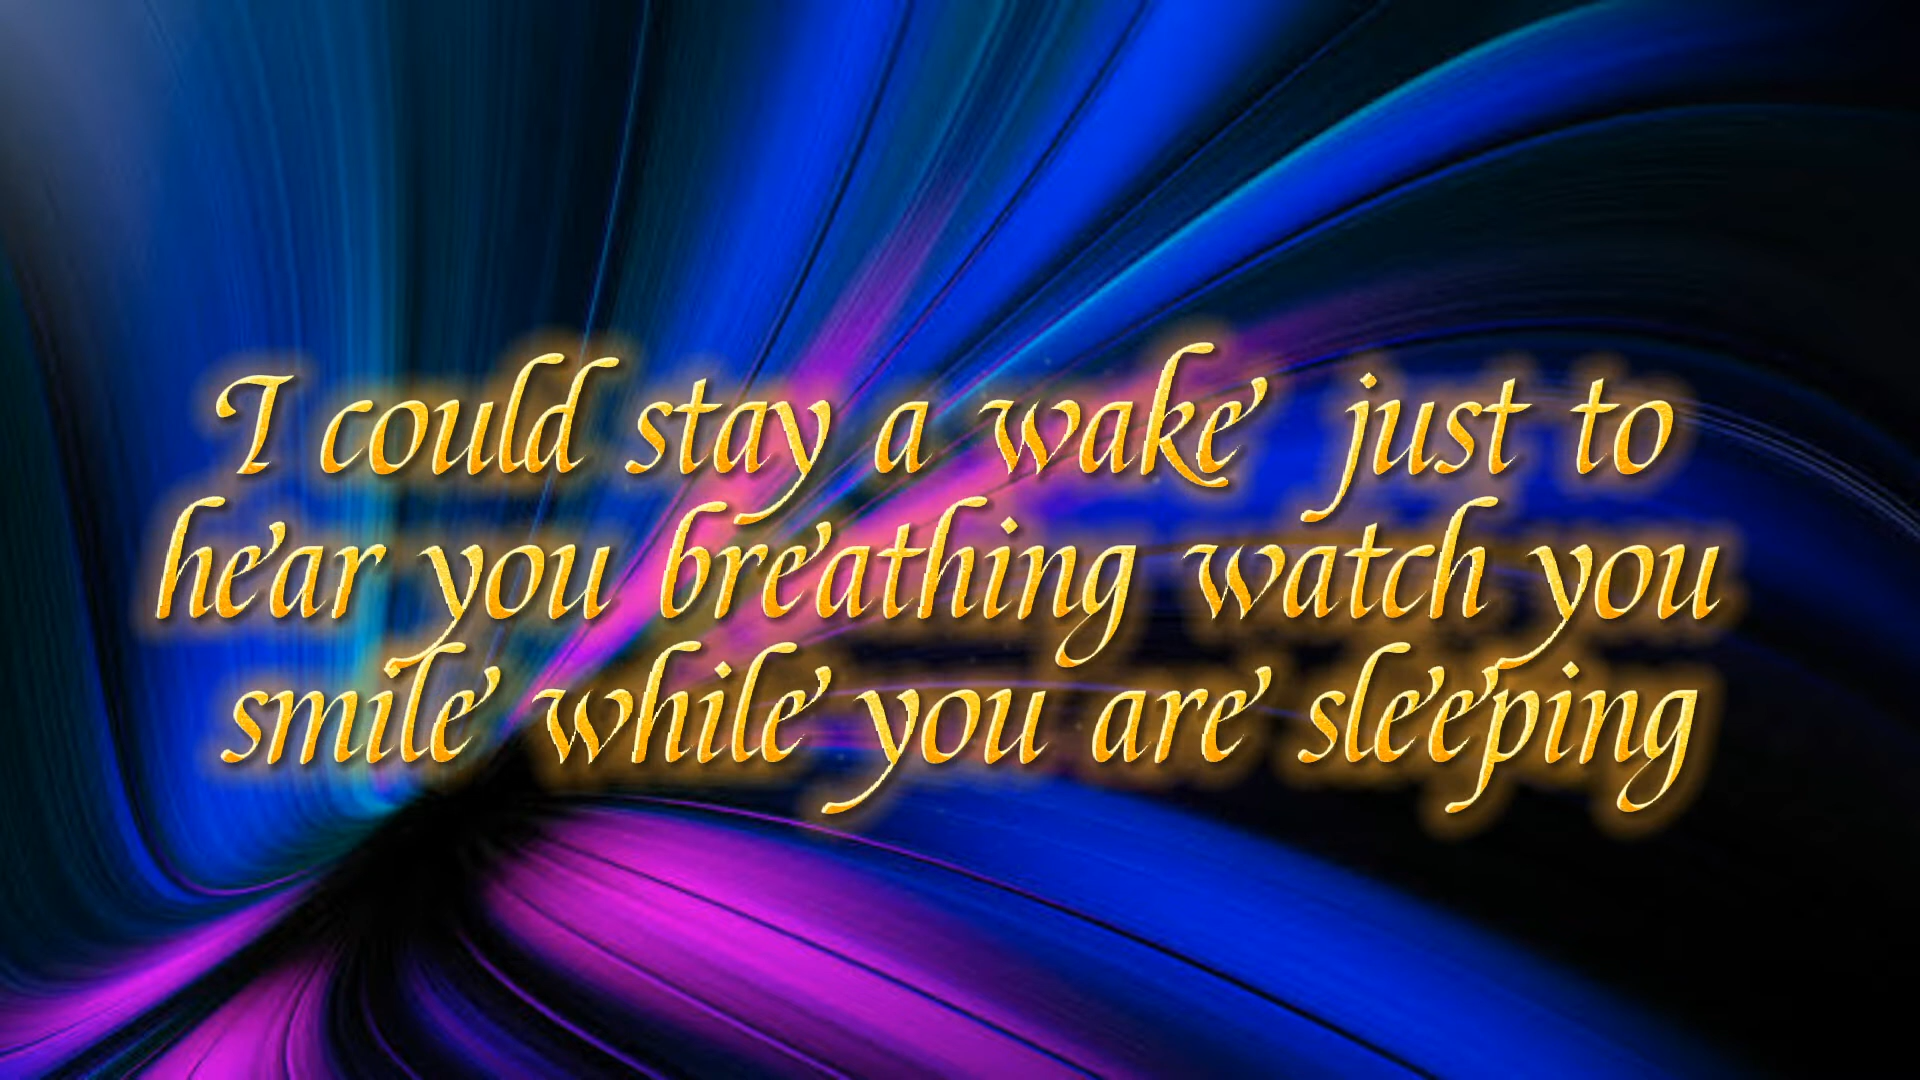 I could stay a wake just to
hear you breathing watch you
smile while you are sleeping